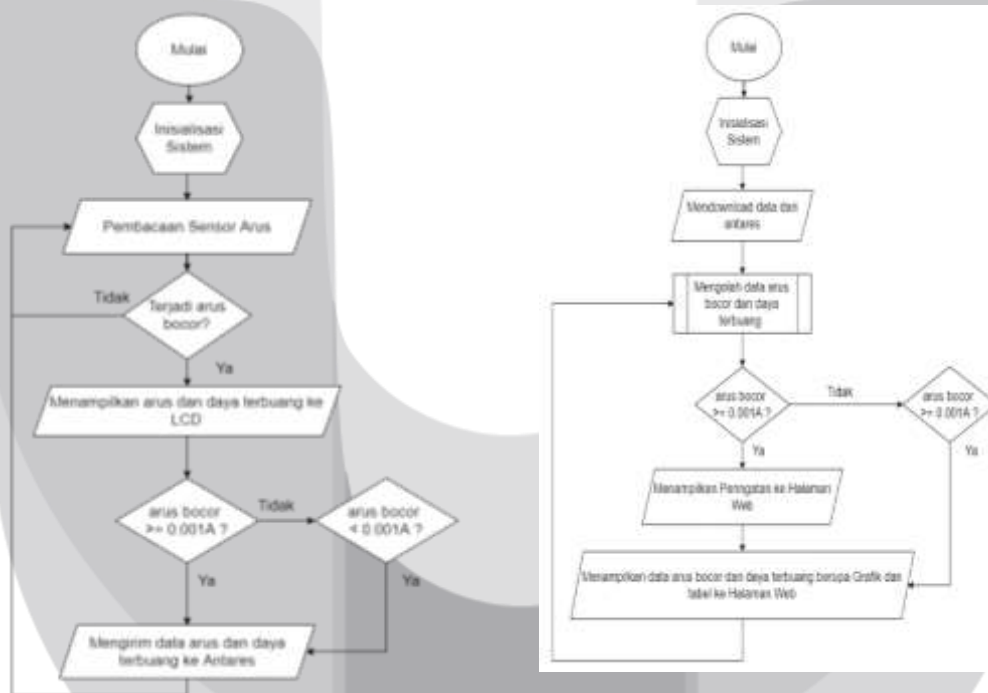 Mulai
Inisialisasi
Sistem
Pembacaan Sensor Arus
Tidak
Terjadi arus
bocor?
Ya
Menampilkan arus dan daya terbuang ke
LCD
arus bocor
>= 0.001A ?
Tidak
arus bocor
< 0.001A ?
Ya
Ya
Mengirim data arus dan daya
terbuang ke Antares
Mulai
Inisialisasi
Sistem
Mendownload data dari
antares
Mengolah data arus
bocor dan daya
terbuang
arus bocor
>= 0.001A ?
Tidak
arus bocor
>= 0.001A ?
Ya
Ya
Menampilkan Peringatan ke Halaman
Web
Menampilkan data arus bocor dan daya terbuang berupa Grafik dan
tabel ke Halaman Web